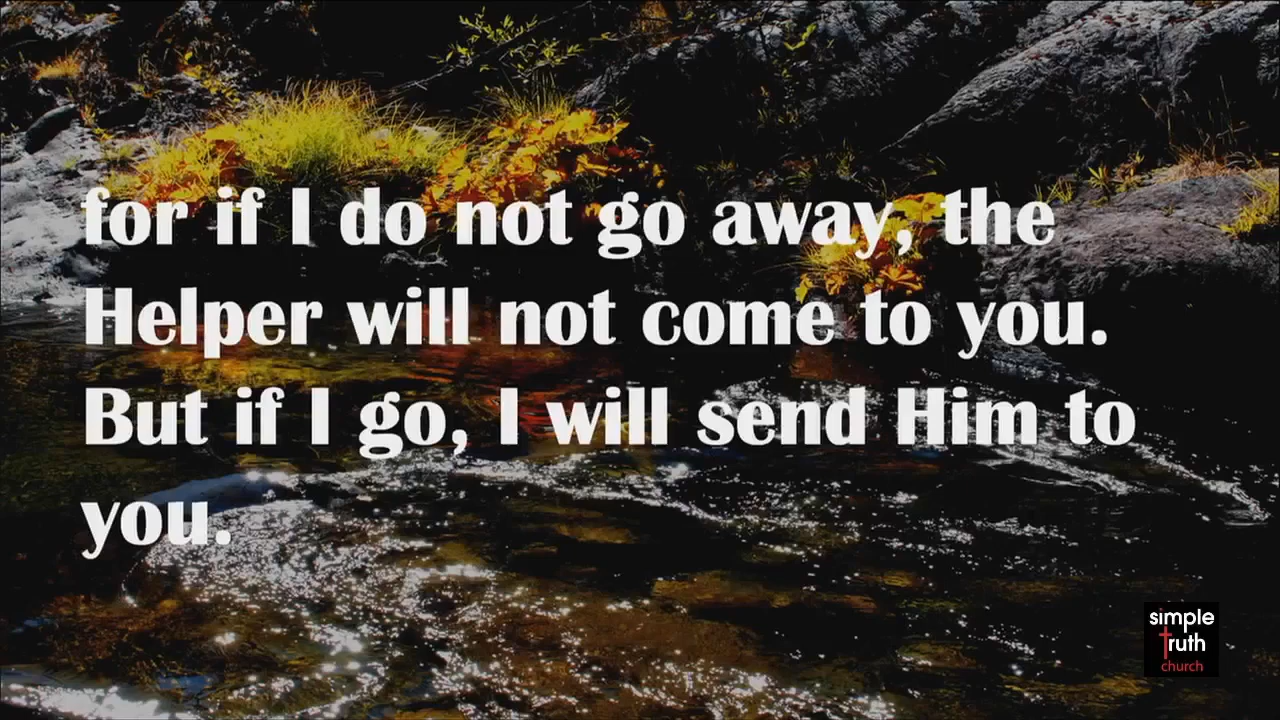 for if I do not go away, the
Helper will not come to you.
But if I go, I will send Him to
you.
simple
truth
church